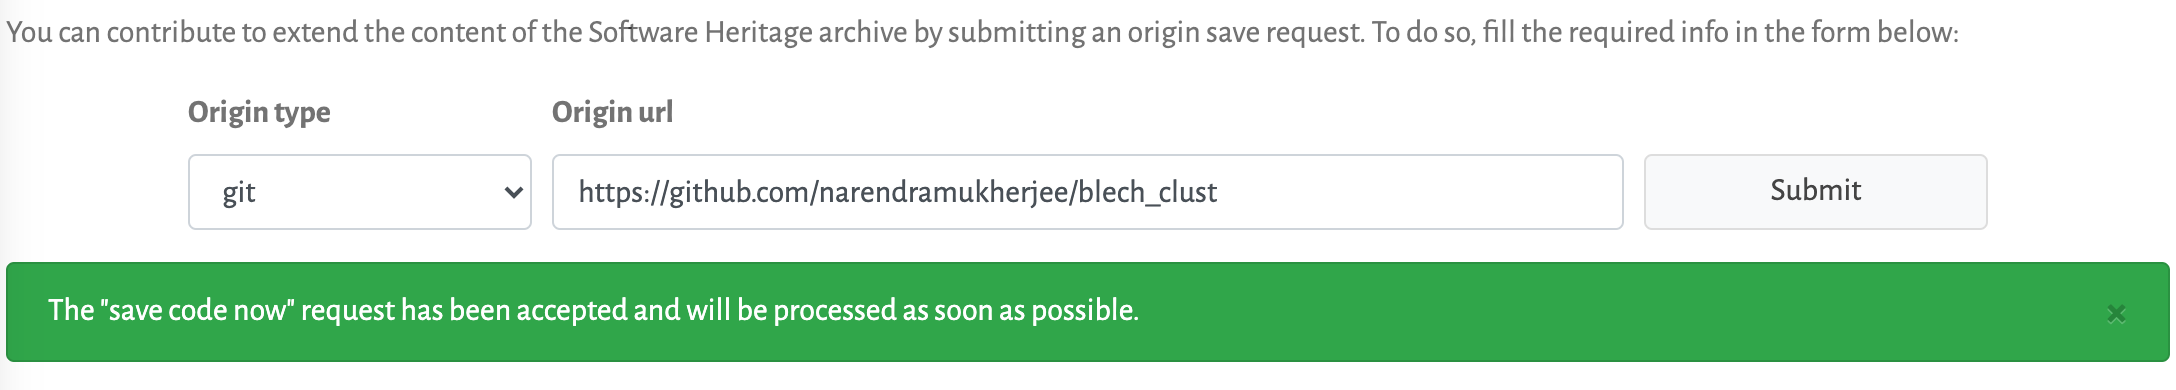 You can contribute to extend the content of the Software Heritage archive by submitting an origin save request. To do so, fill the required info in the form below:
Origin type
Origin url
git
https://github.com/narendramukherjee/blech_clust
Submit
The "save code now" request has been accepted and will be processed as soon as possible.
×